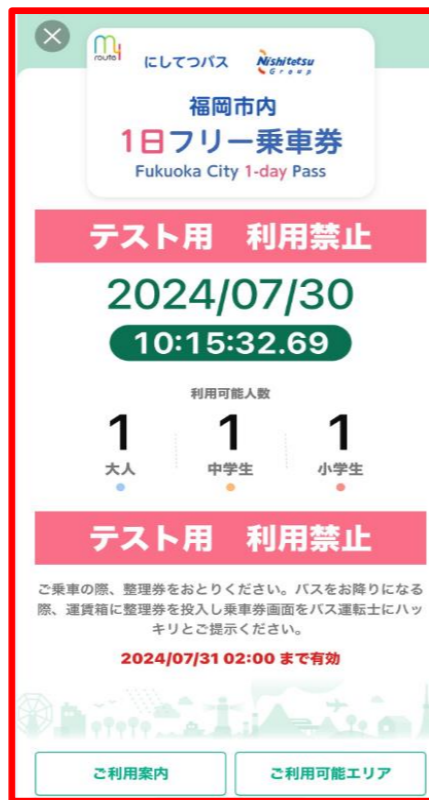 my
route
にしてつバス
Nishitetsu
Group
福岡市内
1日フリー乗車券
Fukuoka City 1-day Pass
テスト用　利用禁止
2024/07/30
10:15:32.69
利用可能人数
1 1 1
大人 中学生 小学生
テスト用　利用禁止
ご乗車の際、整理券をおとりください。バスをお降りになる
際、運賃箱に整理券を投入し乗車券画面をバス運転士にハッ
キリとご提示ください。
2024/07/31 02:00 まで有効
ご利用案内 ご利用可能エリア